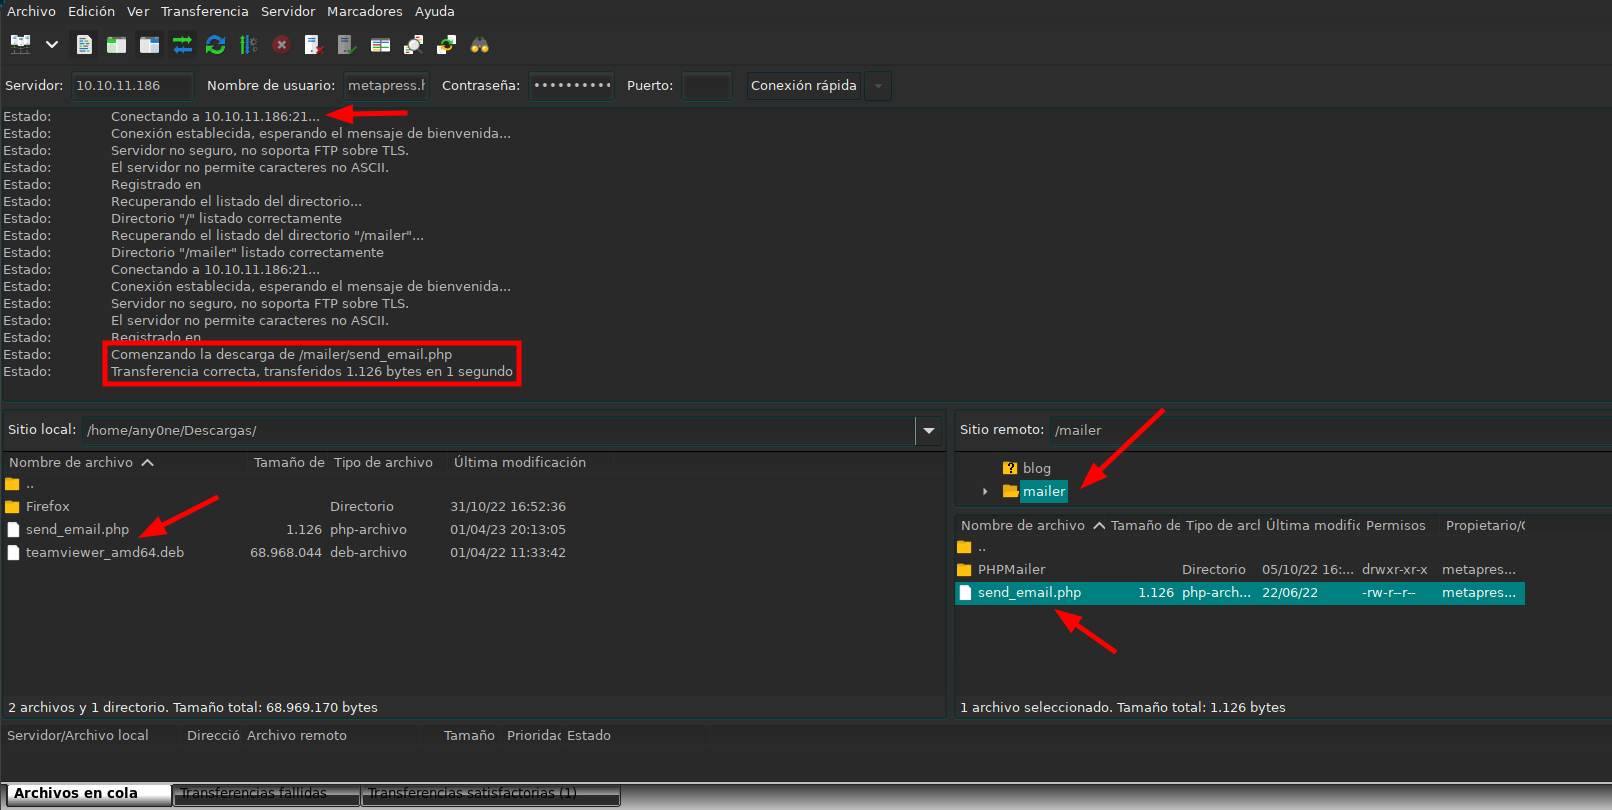 Archivo Edición Ver Transferencia Servidor Marcadores Ayuda
Servidor: 10.10.11.186 Nombre de usuario: metapress.h Contraseña: •••••••••• Puerto: Conexión rápida
Estado: Conectando a 10.10.11.186:21...
Estado: Conexión establecida, esperando el mensaje de bienvenida...
Estado: Servidor no seguro, no soporta FTP sobre TLS.
Estado: El servidor no permite caracteres no ASCII.
Estado: Registrado en
Estado: Recuperando el listado del directorio...
Estado: Directorio "/" listado correctamente
Estado: Recuperando el listado del directorio "/mailer"...
Estado: Directorio "/mailer" listado correctamente
Estado: Conectando a 10.10.11.186:21...
Estado: Conexión establecida, esperando el mensaje de bienvenida...
Estado: Servidor no seguro, no soporta FTP sobre TLS.
Estado: El servidor no permite caracteres no ASCII.
Estado: Registrado en
Estado: Comenzando la descarga de /mailer/send_email.php
Estado: Transferencia correcta, transferidos 1.126 bytes en 1 segundo
Sitio local: /home/any0ne/Descargas/
Nombre de archivo Tamaño de Tipo de archivo Última modificación
..
Firefox Directorio 31/10/22 16:52:36
send_email.php 1.126 php-archivo 01/04/23 20:13:05
teamviewer_amd64.deb 68.968.044 deb-archivo 01/04/22 11:33:42
2 archivos y 1 directorio. Tamaño total: 68.969.170 bytes
Sitio remoto: /mailer
blog
mailer
Nombre de archivo Tamaño de Tipo de arcl Última modific Permisos Propietario/G
..
PHPMailer Directorio 05/10/22 16:... drwxr-xr-x metapres...
send_email.php 1.126 php-arch... 22/06/22 -rw-r--r-- metapres...
1 archivo seleccionado. Tamaño total: 1.126 bytes
Servidor/Archivo local Direcció Archivo remoto Tamaño Prioridac Estado
Archivos en cola Transferencias fallidas Transferencias satisfactorias (1)